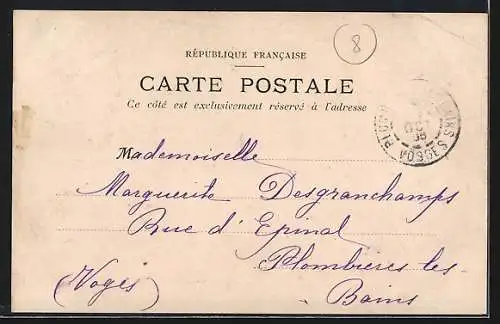 8
RÉPUBLIQUE FRANÇAISE
CARTE POSTALE
Ce côté est exclusivement réservé à l'adresse
Mademoiselle
Marguerite Desgranchamps
Rue d'Epinal
Plombières les
Bains
(Voges)
VOSGES